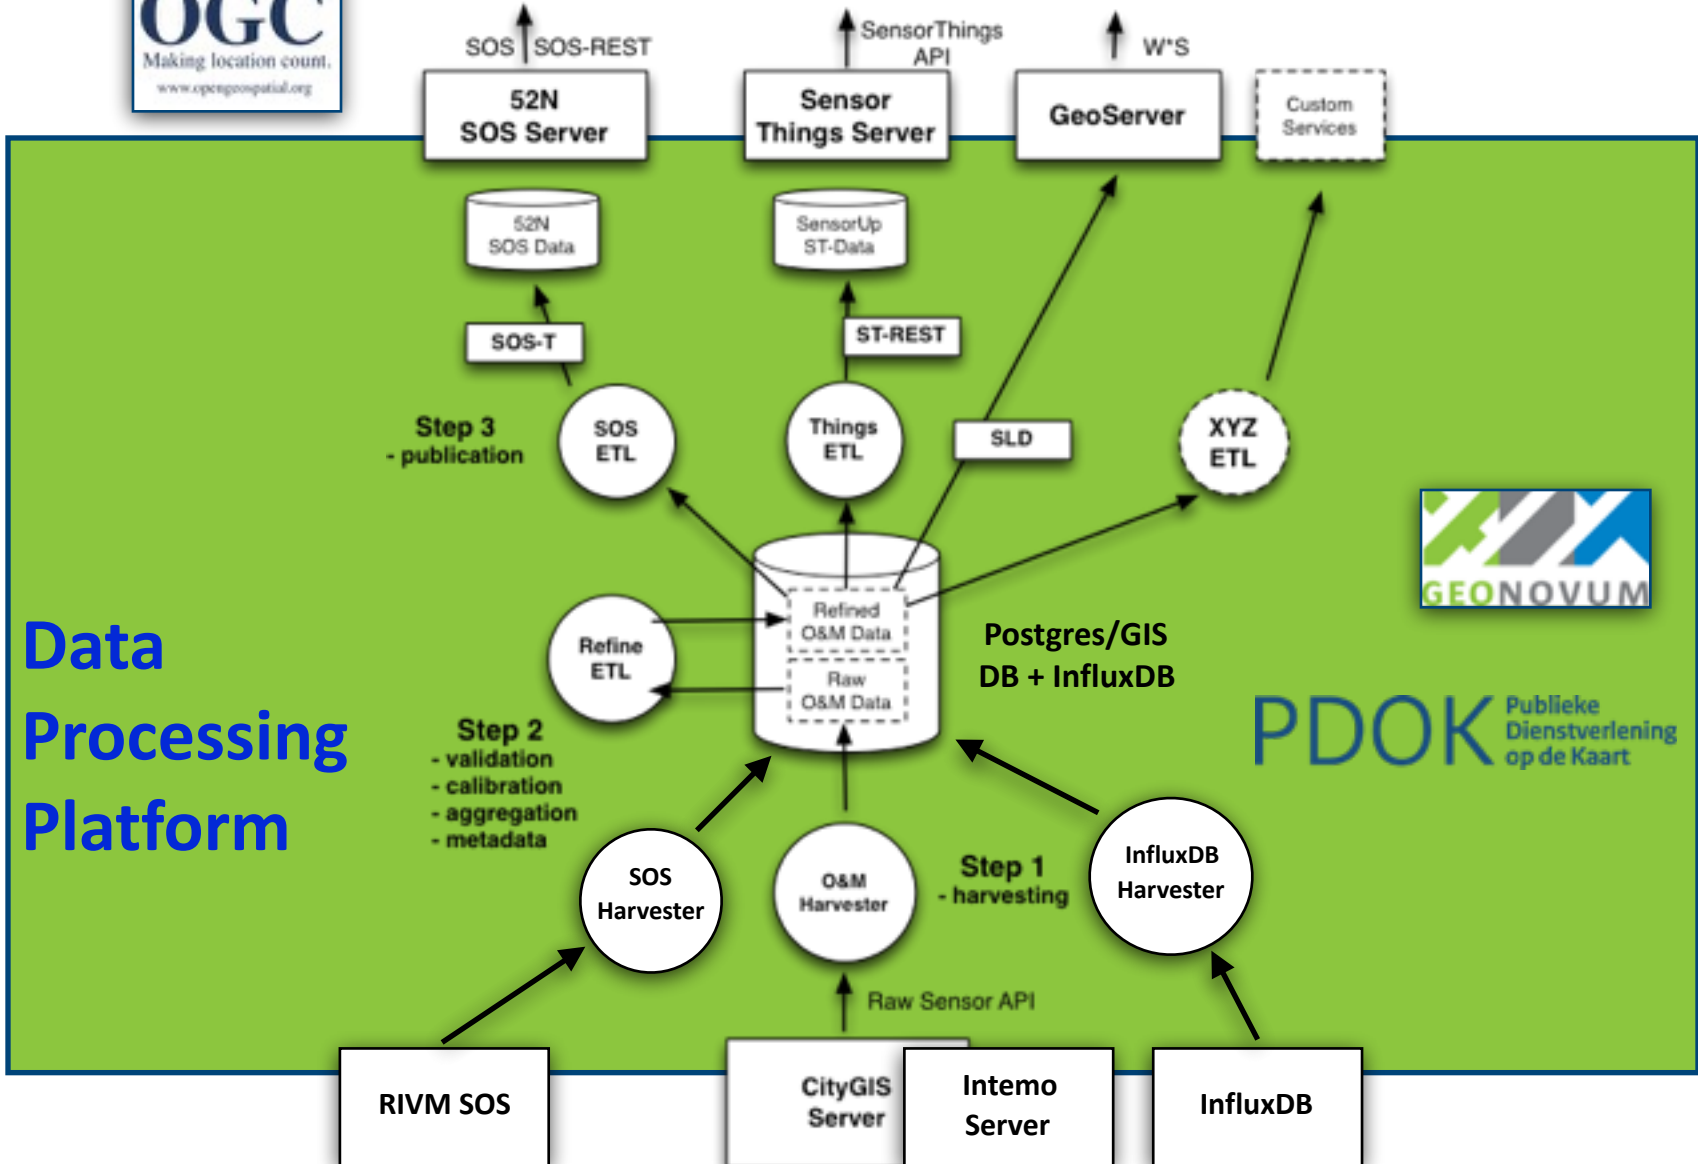 OGC
Making location count.
www.opengeospatial.org
SOS
SOS-REST
SensorThings
API
W*S
52N
SOS Server
Sensor
Things Server
GeoServer
Custom
Services
52N
SOS Data
SensorUp
ST-Data
SOS-T
ST-REST
Step 3
- publication
SOS
ETL
Things
ETL
SLD
XYZ
ETL
GEONOVUM
Data
Processing
Platform
Refine
ETL
Refined
O&M Data
Raw
O&M Data
Postgres/GIS
DB + InfluxDB
PDOK
Publieke
Dienstverlening
op de Kaart
Step 2
- validation
- calibration
- aggregation
- metadata
SOS
Harvester
O&M
Harvester
Step 1
- harvesting
InfluxDB
Harvester
Raw Sensor API
RIVM SOS
CityGIS
Server
Intemo
Server
InfluxDB